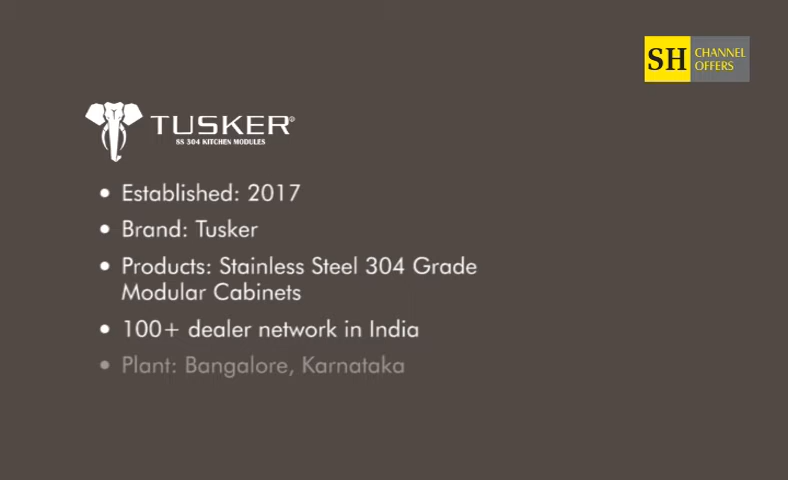 SH CHANNEL
OFFERS
TUSKER®
SS 304 KITCHEN MODULES
• Established: 2017
• Brand: Tusker
• Products: Stainless Steel 304 Grade
Modular Cabinets
• 100+ dealer network in India
• Plant: Bangalore, Karnataka